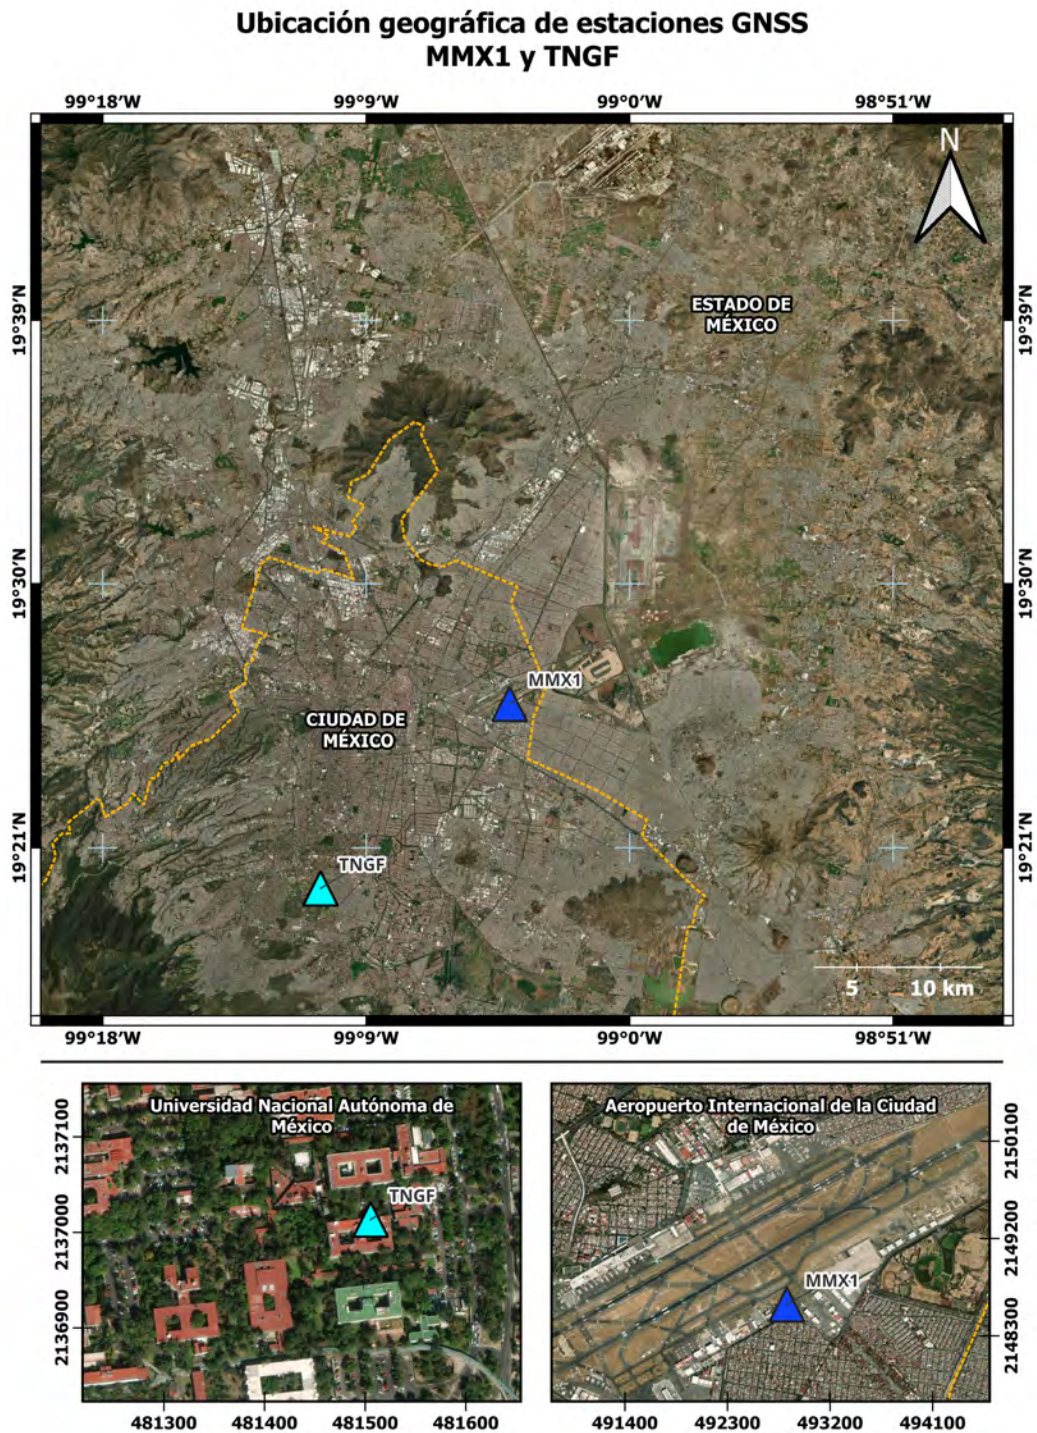 Ubicación geográfica de estaciones GNSS
MMX1 y TNGF
99°18'W 99°9'W 99°0'W 98°51'W
N
19°39'N
19°39'N
ESTADO DE
MÉXICO
19°30'N
19°30'N
MMX1
CIUDAD DE
MÉXICO
19°21'N
19°21'N
TNGF
5 10 km
99°18'W 99°9'W 99°0'W 98°51'W
Universidad Nacional Autónoma de
México
2137100
TNGF
2137000
2136900
481300 481400 481500 481600
Aeropuerto Internacional de la Ciudad
de México
2150100
2149200
MMX1
2148300
491400 492300 493200 494100